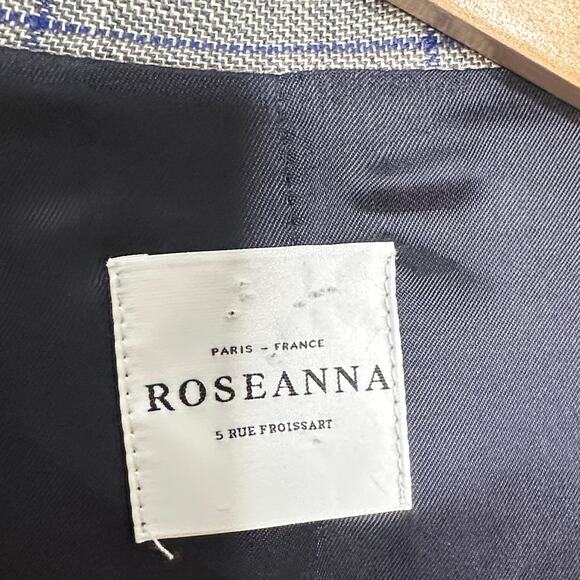 PARIS – FRANCE
ROSEANNA
5 RUE FROISSART